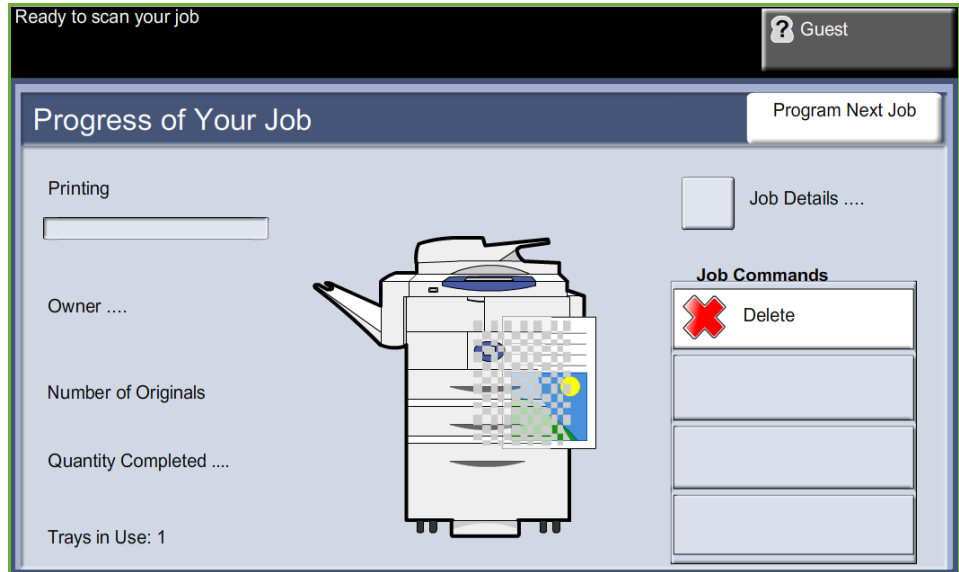 Ready to scan your job
? Guest
Progress of Your Job
Program Next Job
Printing
Job Details ....
Job Commands
Owner ....
Delete
Number of Originals
Quantity Completed ....
Trays in Use: 1